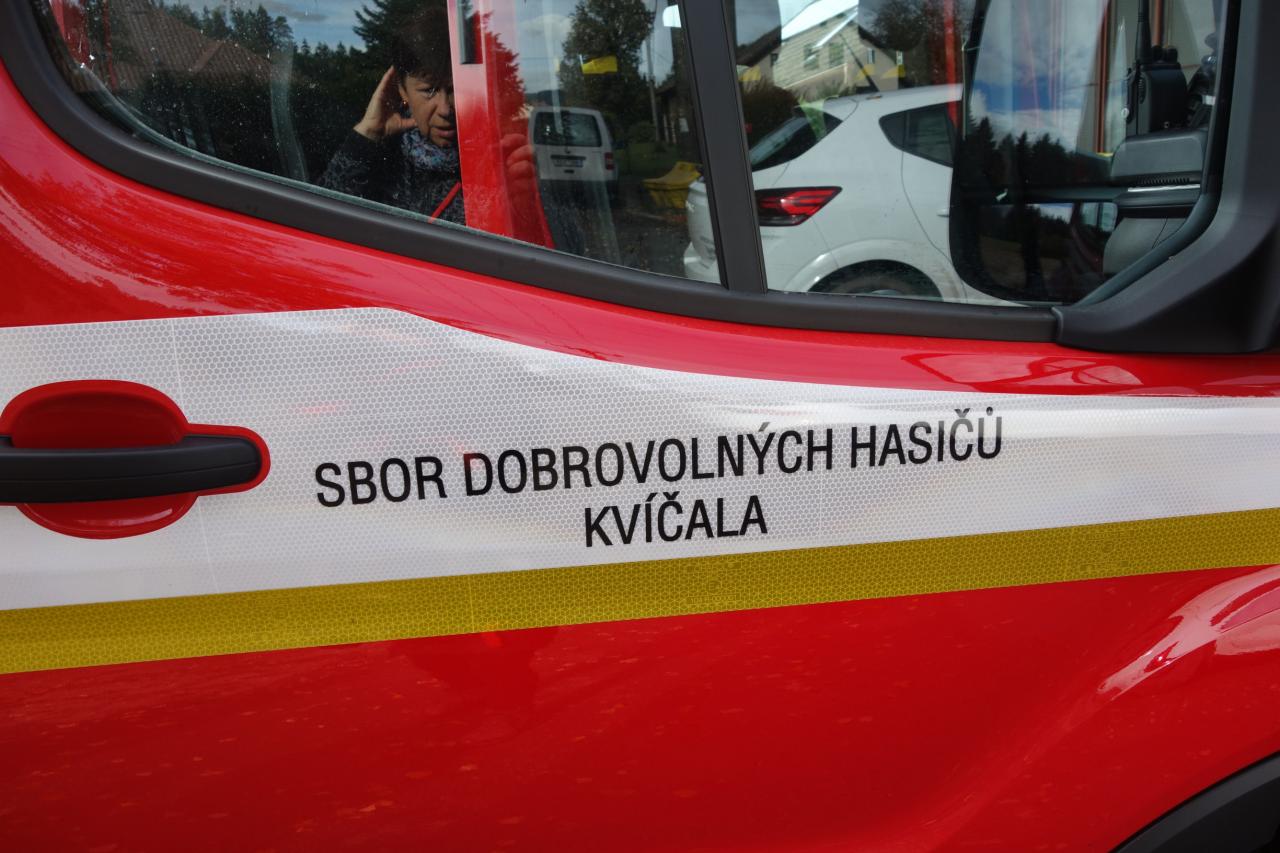 SBOR DOBROVOLNÝCH HASIČŮ
KVÍČALA